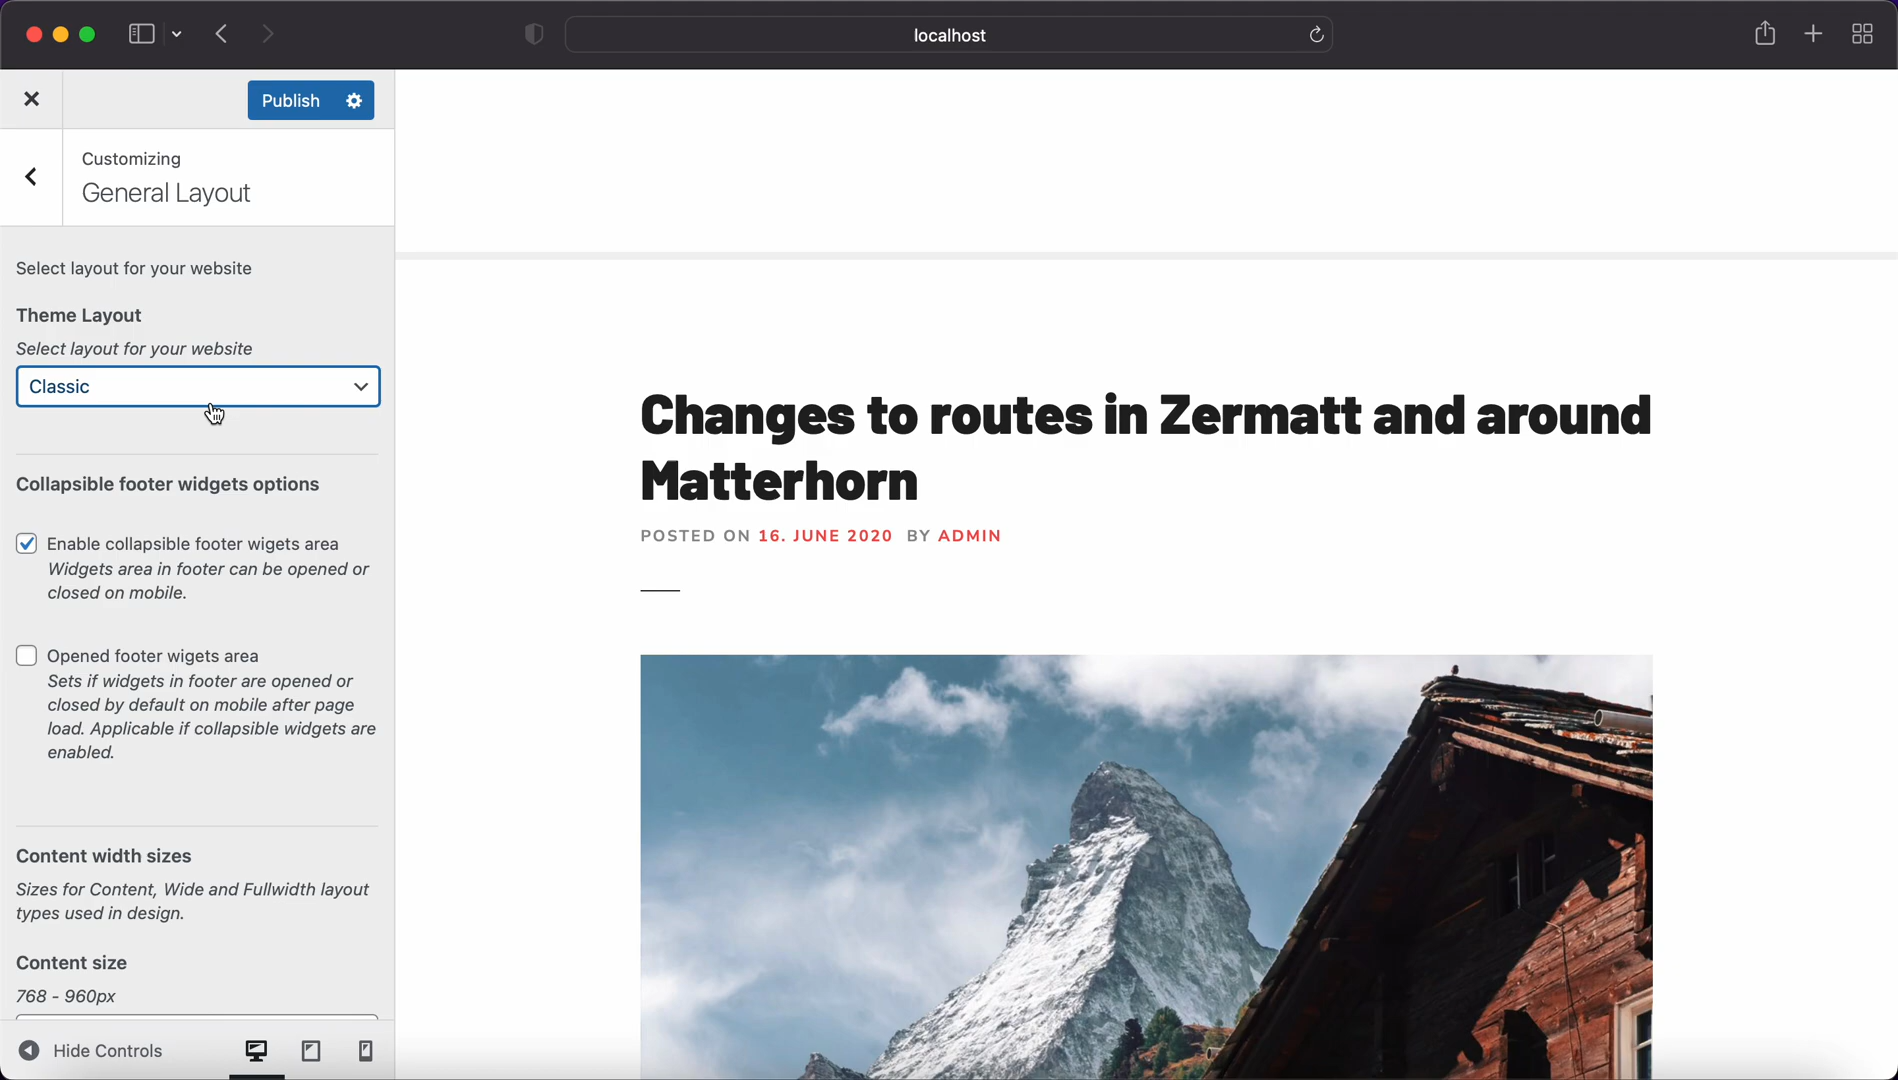 localhost
Publish
Customizing
General Layout
Select layout for your website
Theme Layout
Select layout for your website
Classic
Collapsible footer widgets options
Enable collapsible footer wigets area
Widgets area in footer can be opened or
closed on mobile.
Opened footer wigets area
Sets if widgets in footer are opened or
closed by default on mobile after page
load. Applicable if collapsible widgets are
enabled.
Content width sizes
Sizes for Content, Wide and Fullwidth layout
types used in design.
Content size
768 - 960px
Hide Controls
Changes to routes in Zermatt and around
Matterhorn
POSTED ON 16. JUNE 2020 BY ADMIN